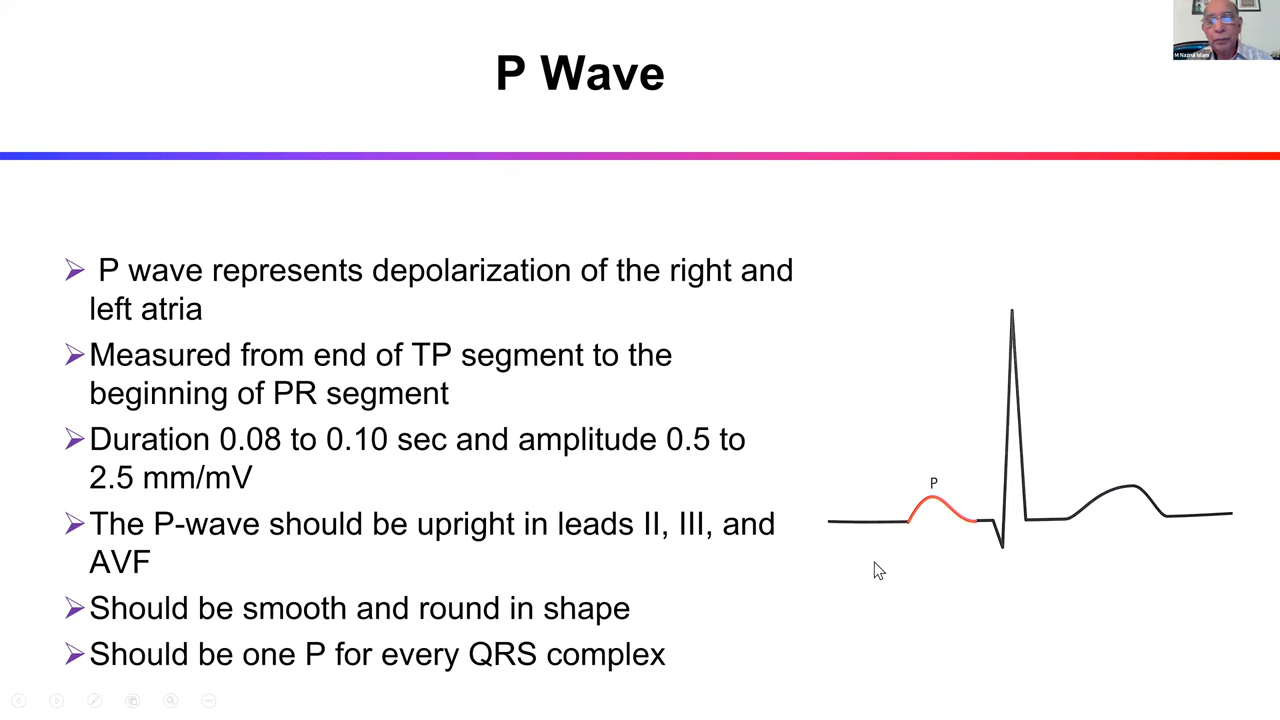 P Wave
M Nazrul Islam
P wave represents depolarization of the right and
left atria
Measured from end of TP segment to the
beginning of PR segment
Duration 0.08 to 0.10 sec and amplitude 0.5 to
2.5 mm/mV
The P-wave should be upright in leads II, III, and
AVF
Should be smooth and round in shape
Should be one P for every QRS complex
P